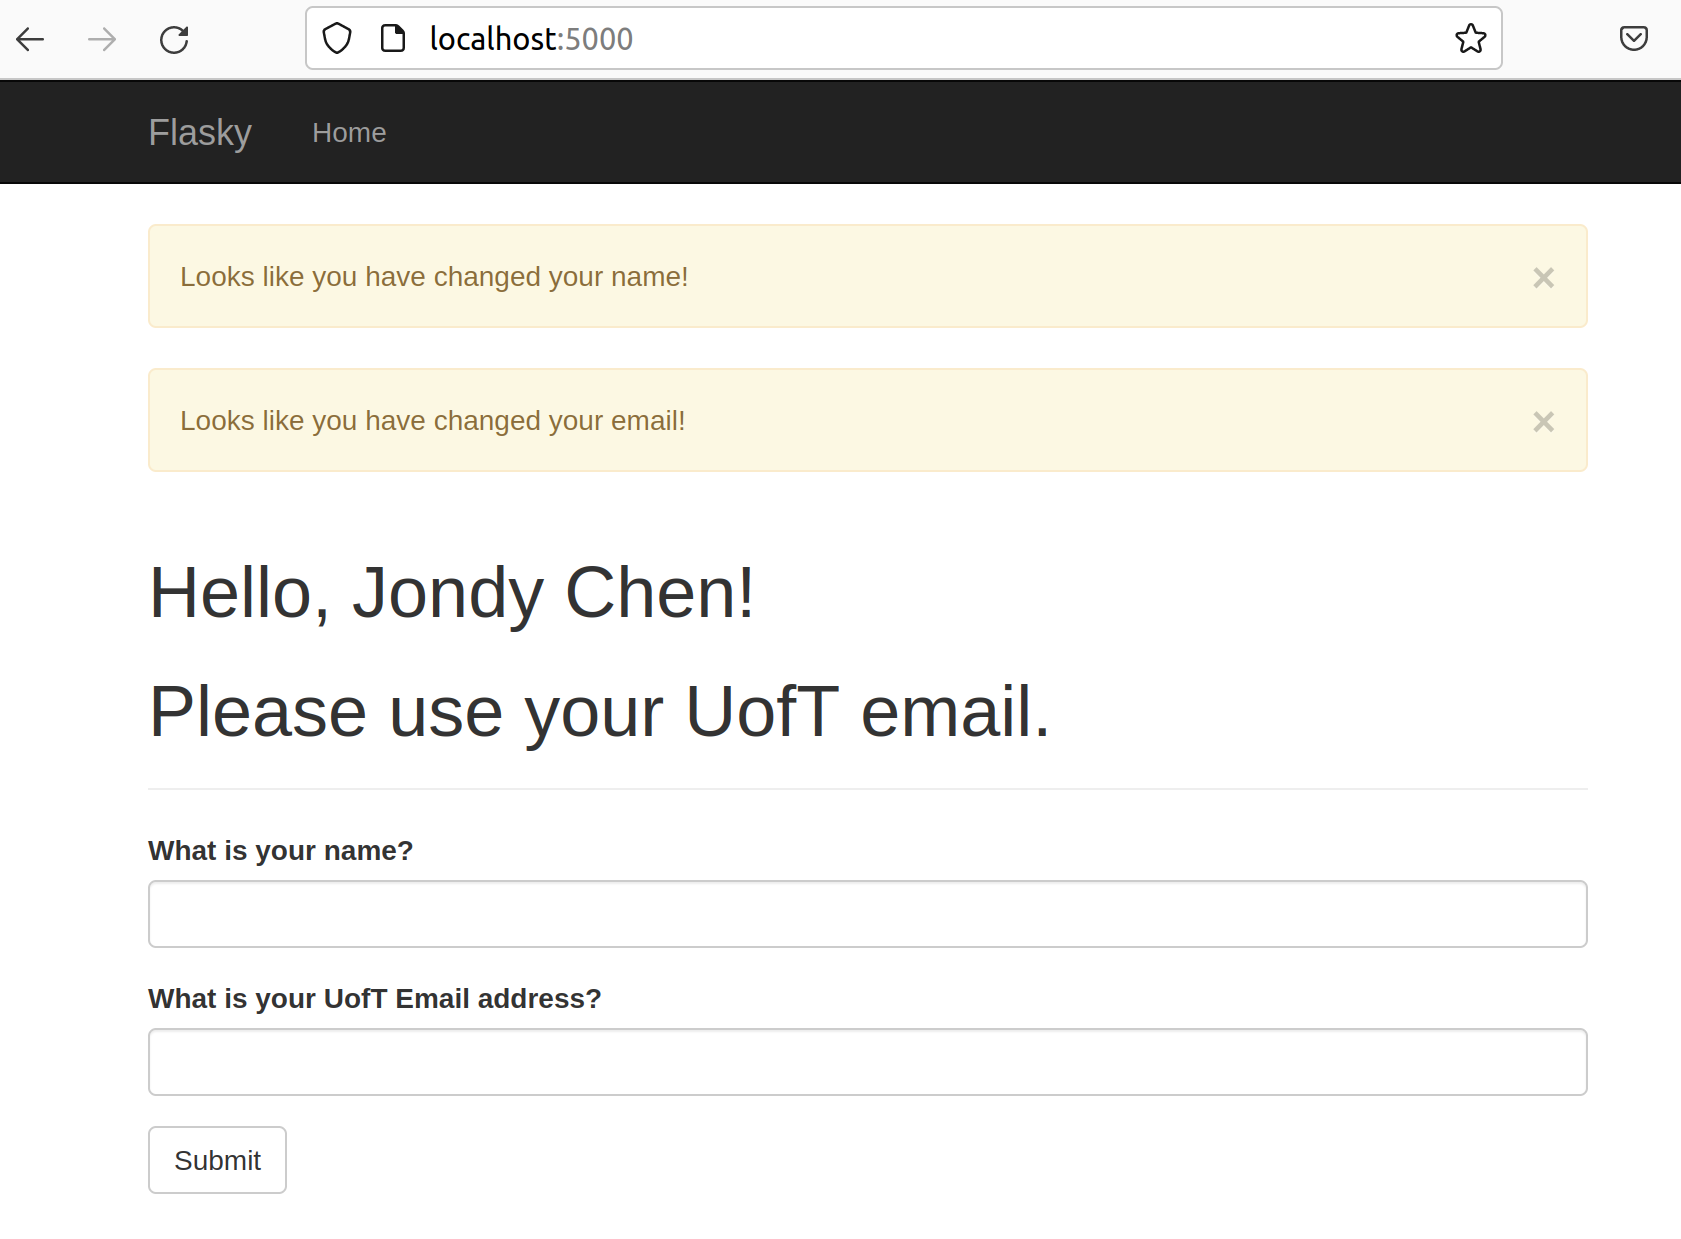 localhost:5000
Flasky Home
Looks like you have changed your name! ×
Looks like you have changed your email! ×
Hello, Jondy Chen!
Please use your UofT email.
What is your name?
What is your UofT Email address?
Submit